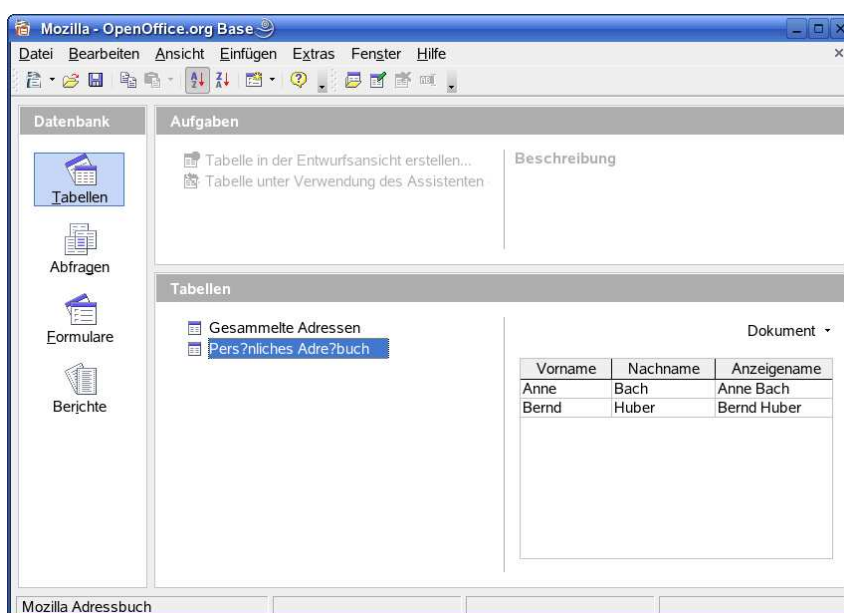 Mozilla - OpenOffice.org Base
Datei Bearbeiten Ansicht Einfügen Extras Fenster Hilfe
Datenbank
Tabellen
Abfragen
Formulare
Berichte
Aufgaben
Tabelle in der Entwurfsansicht erstellen...
Tabelle unter Verwendung des Assistenten
Beschreibung
Tabellen
Gesammelte Adressen
Pers?nliches Adre?buch
Dokument
Vorname Nachname Anzeigename
Anne Bach Anne Bach
Bernd Huber Bernd Huber
Mozilla Adressbuch